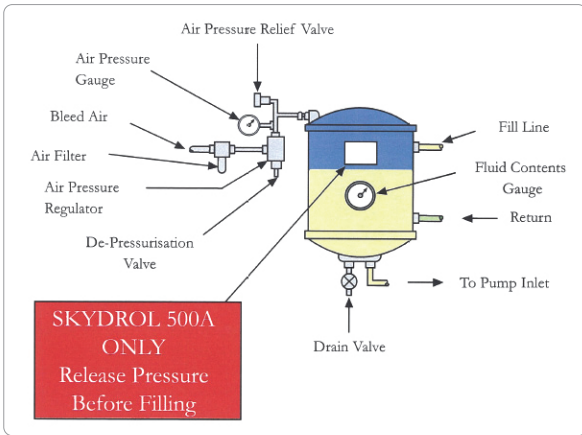 Air Pressure Relief Valve
Air Pressure
Gauge
Bleed Air
Air Filter
Air Pressure
Regulator
De-Pressurisation
Valve
Fill Line
Fluid Contents
Gauge
Return
To Pump Inlet
Drain Valve
SKYDROL 500A
ONLY
Release Pressure
Before Filling